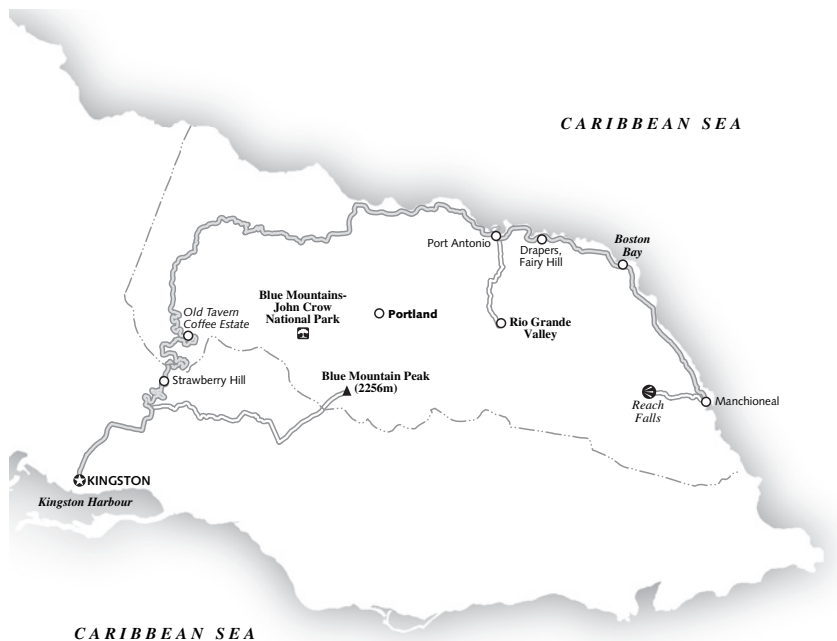 CARIBBEAN SEA
Port Antonio
Drapers,
Fairy Hill
Boston
Bay
Blue Mountains-
John Crow
National Park
Old Tavern
Coffee Estate
Portland
Rio Grande
Valley
Strawberry Hill
Blue Mountain Peak
(2256m)
Reach
Falls
Manchioneal
KINGSTON
Kingston Harbour
CARIBBEAN SEA